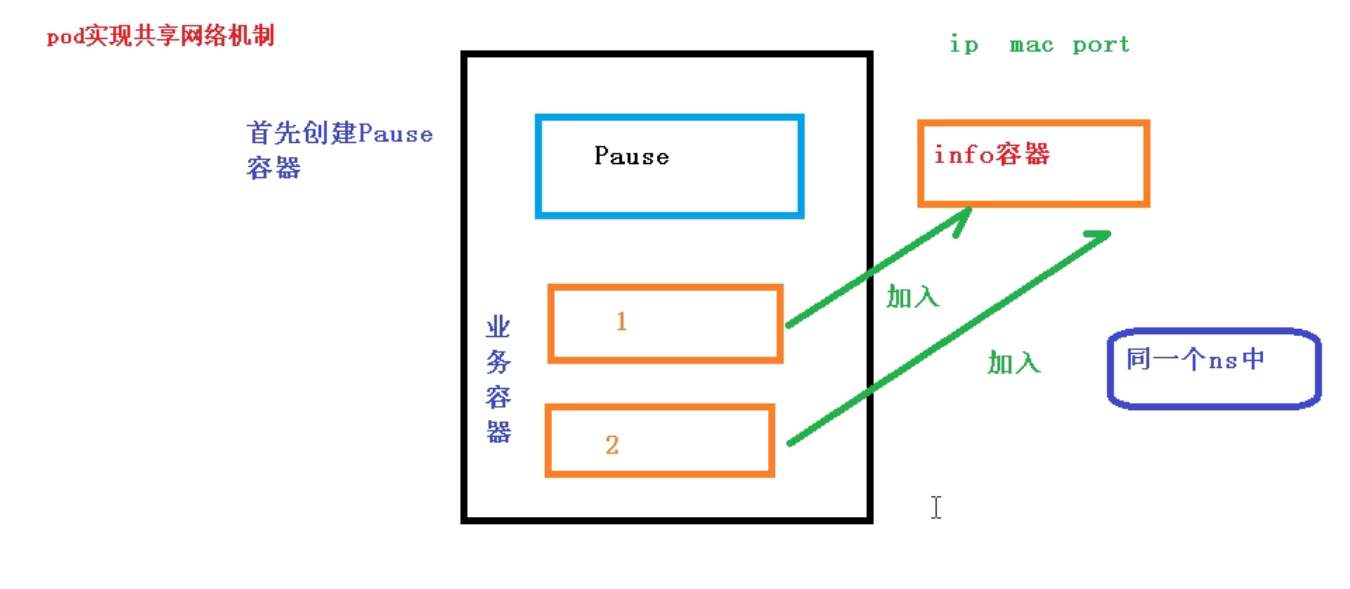 pod实现共享网络机制
ip mac port
首先创建Pause
容器
Pause
info容器
业务容器
1
加入
2
加入
同一个ns中